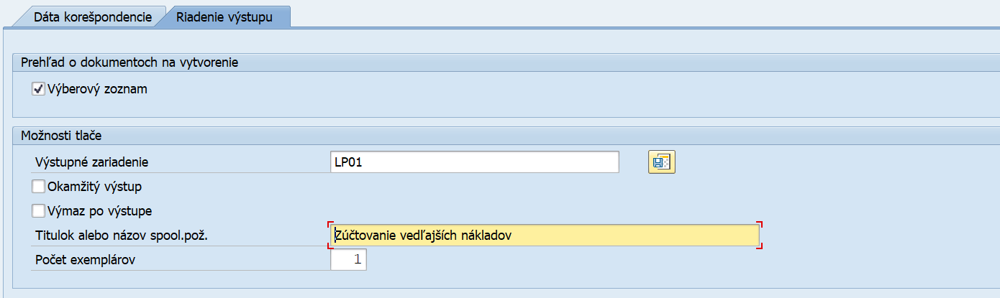 Dáta korešpondencie Riadenie výstupu
Prehľad o dokumentoch na vytvorenie
Výberový zoznam
Možnosti tlače
Výstupné zariadenie LP01
Okamžitý výstup
Výmaz po výstupe
Titulok alebo názov spool.pož. Zúčtovanie vedľajších nákladov
Počet exemplárov 1